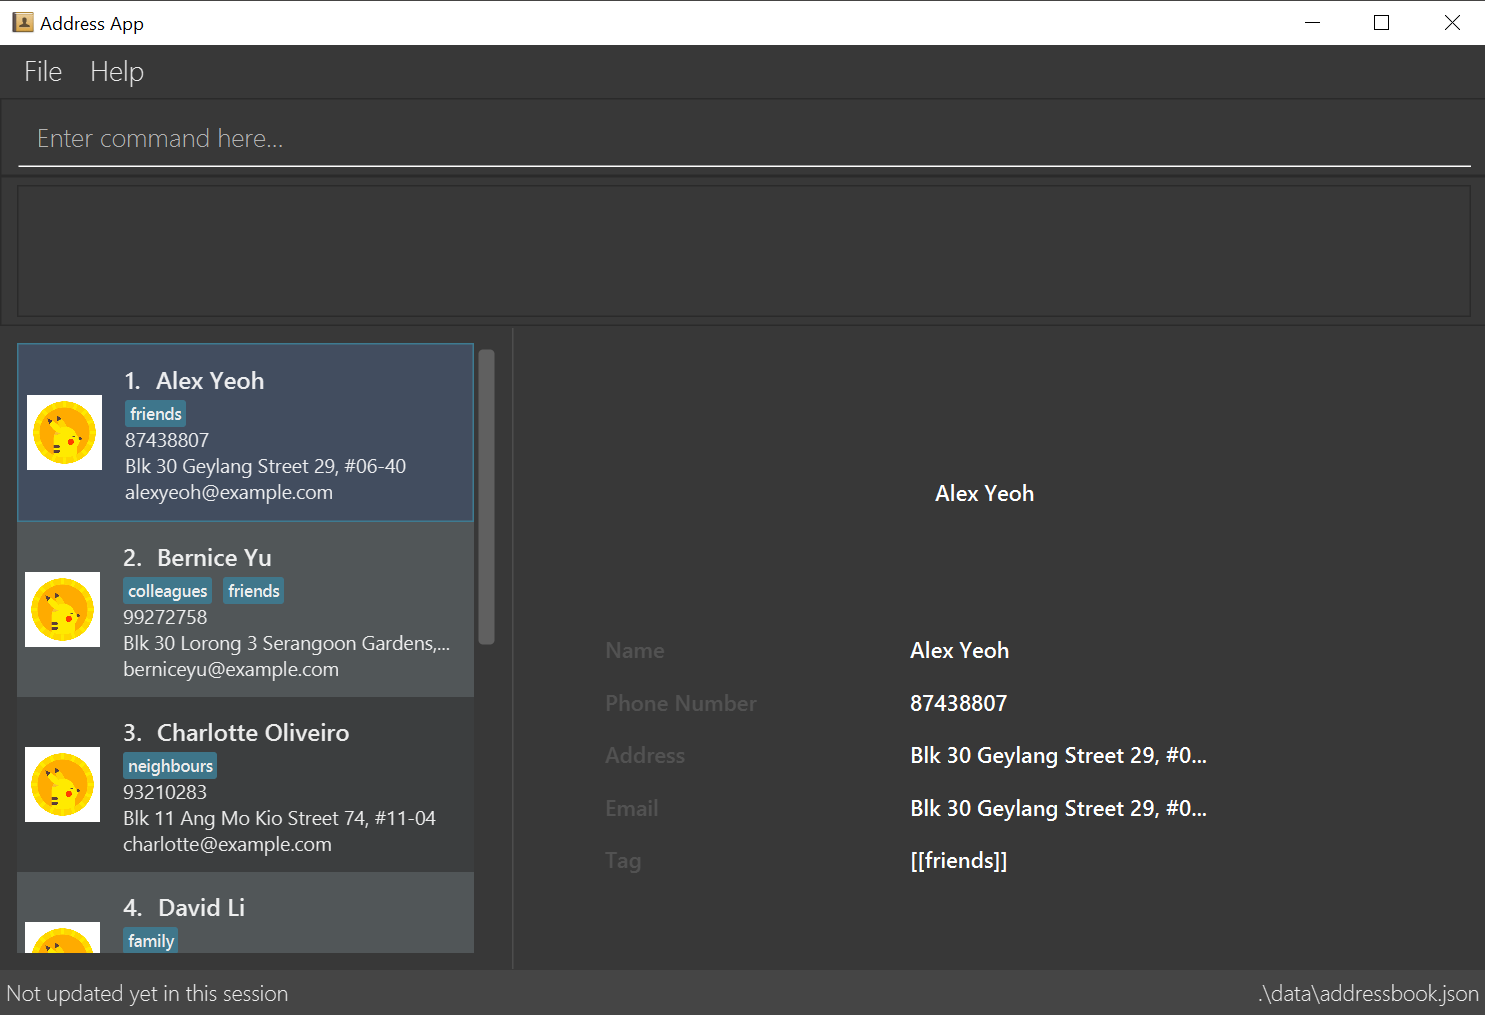 Address App
File Help
Enter command here...
1. Alex Yeoh
friends
87438807
Blk 30 Geylang Street 29, #06-40
alexyeoh@example.com
2. Bernice Yu
colleagues friends
99272758
Blk 30 Lorong 3 Serangoon Gardens,...
berniceyu@example.com
3. Charlotte Oliveiro
neighbours
93210283
Blk 11 Ang Mo Kio Street 74, #11-04
charlotte@example.com
4. David Li
family
Alex Yeoh
Name Alex Yeoh
Phone Number 87438807
Address Blk 30 Geylang Street 29, #0...
Email Blk 30 Geylang Street 29, #0...
Tag [[friends]]
Not updated yet in this session
.\data\addressbook.json